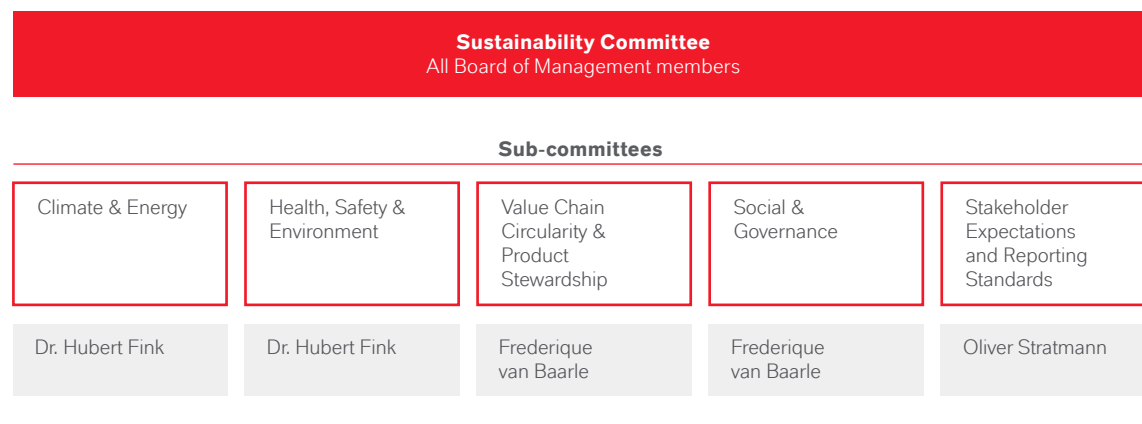 Sustainability Committee
All Board of Management members
Sub-committees
Climate & Energy
Health, Safety &
Environment
Value Chain
Circularity &
Product
Stewardship
Social &
Governance
Stakeholder
Expectations
and Reporting
Standards
Dr. Hubert Fink
Dr. Hubert Fink
Frederique
van Baarle
Frederique
van Baarle
Oliver Stratmann